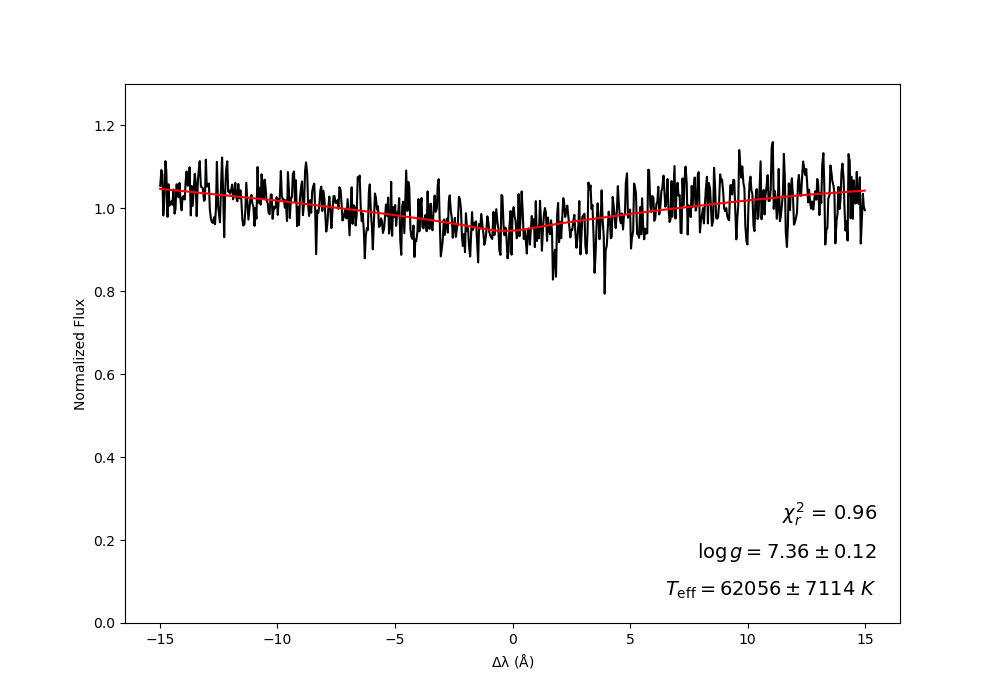 1.2
1.0
0.8
0.6
0.4
0.2
0.0
Normalized Flux
χ²ᵣ = 0.96
log g = 7.36 ± 0.12
T_eff = 62056 ± 7114 K
−15 −10 −5 0 5 10 15
Δλ (Å)